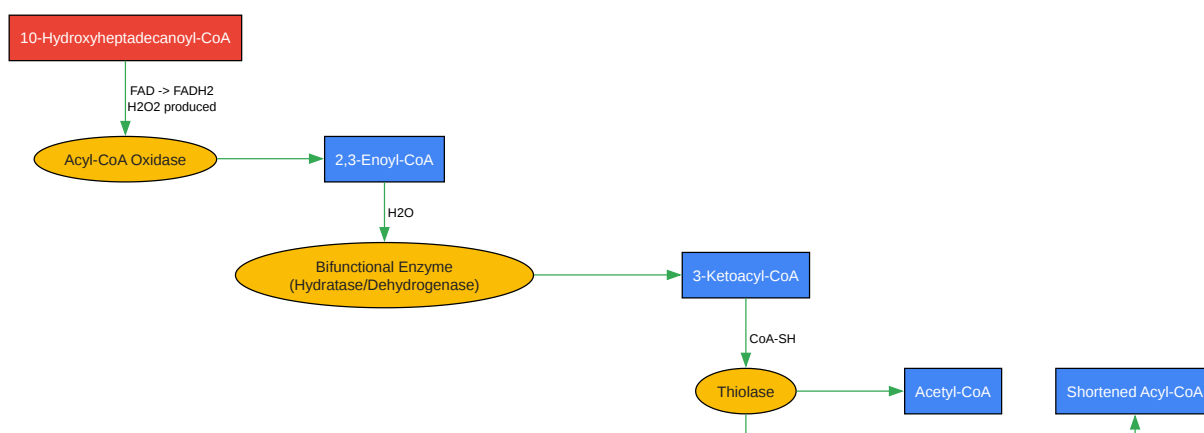 10-Hydroxyheptadecanoyl-CoA
FAD -> FADH2
H2O2 produced
Acyl-CoA Oxidase
2,3-Enoyl-CoA
H2O
Bifunctional Enzyme
(Hydratase/Dehydrogenase)
3-Ketoacyl-CoA
CoA-SH
Thiolase
Acetyl-CoA
Shortened Acyl-CoA